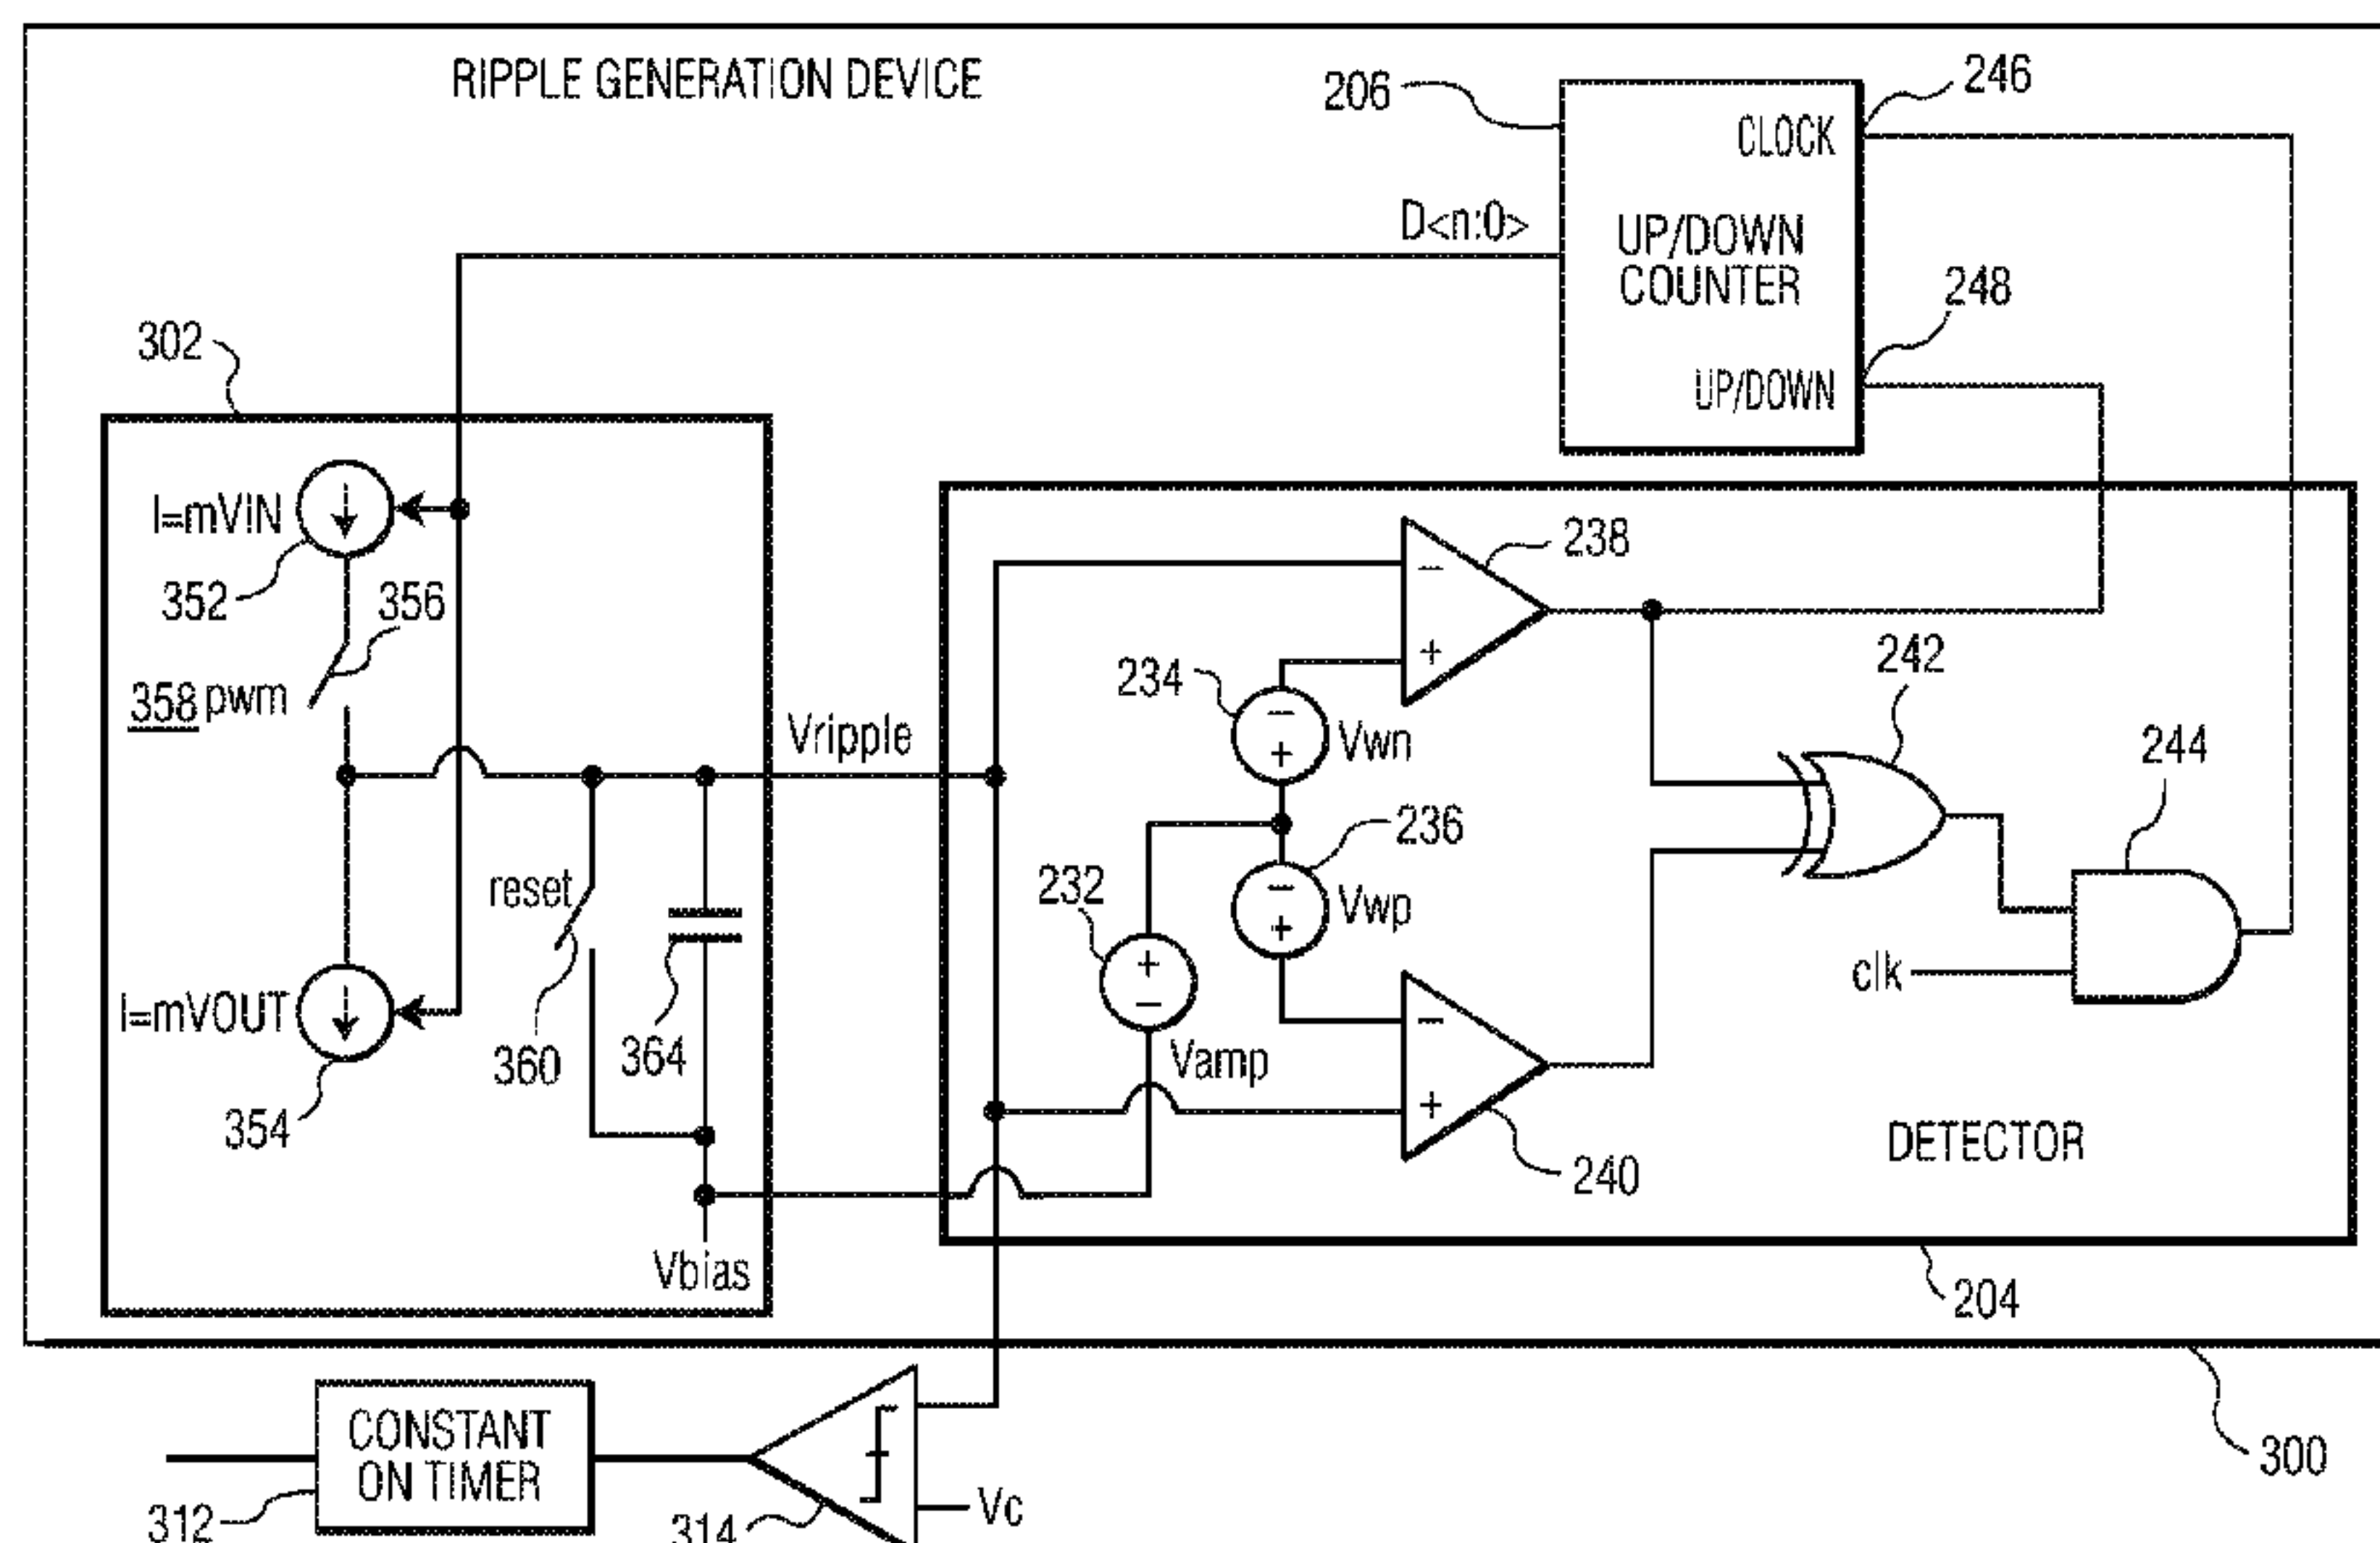 RIPPLE GENERATION DEVICE
206
246
CLOCK
D<n:0>
UP/DOWN
COUNTER
248
UP/DOWN
302
I=mVIN
352
356
358 pwm
Vripple
238
-
+
234
-
+
Vwn
242
244
236
-
+
Vwp
reset
232
+
-
Vamp
clk
I=mVOUT
360
364
354
-
+
240
DETECTOR
Vbias
204
300
CONSTANT
ON TIMER
312
314
Vc